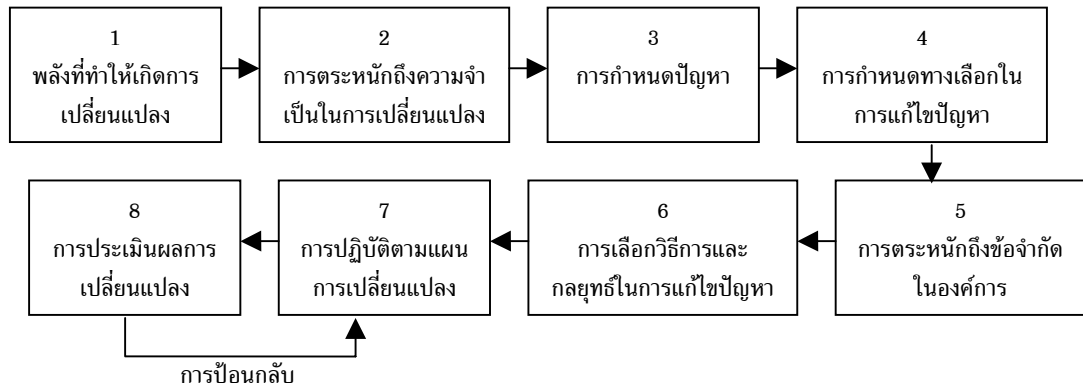 1
พลังที่ทำให้เกิดการ
เปลี่ยนแปลง
2
การตระหนักถึงความจำ
เป็นในการเปลี่ยนแปลง
3
การกำหนดปัญหา
4
การกำหนดทางเลือกใน
การแก้ไขปัญหา
5
การตระหนักถึงข้อจำกัด
ในองค์การ
6
การเลือกวิธีการและ
กลยุทธ์ในการแก้ไขปัญหา
7
การปฏิบัติตามแผน
การเปลี่ยนแปลง
8
การประเมินผลการ
เปลี่ยนแปลง
การป้อนกลับ